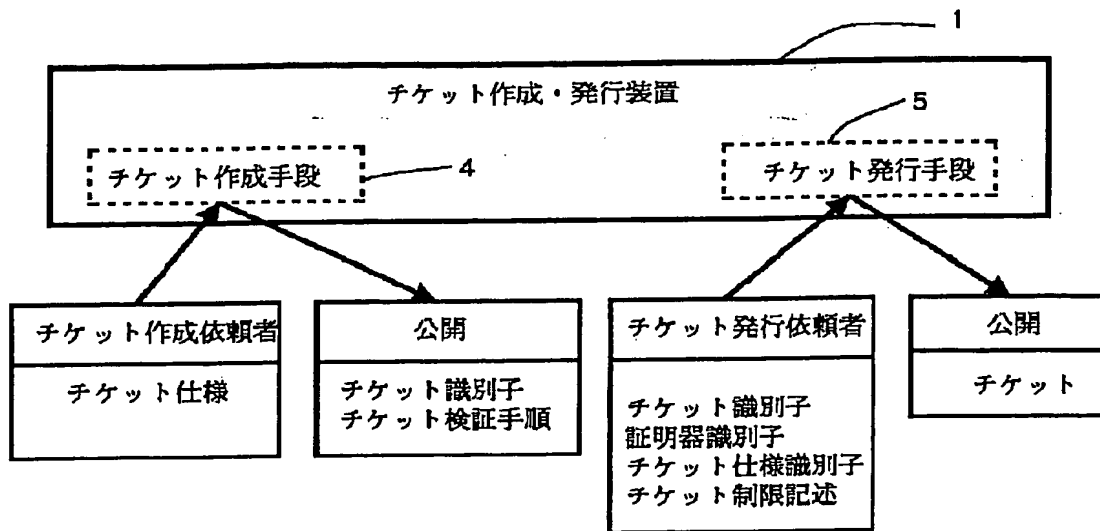 1
チケット作成・発行装置
5
チケット作成手段
4
チケット発行手段
チケット作成依頼者
チケット仕様
公開
チケット識別子
チケット検証手順
チケット発行依頼者
チケット識別子
証明器識別子
チケット仕様識別子
チケット制限記述
公開
チケット